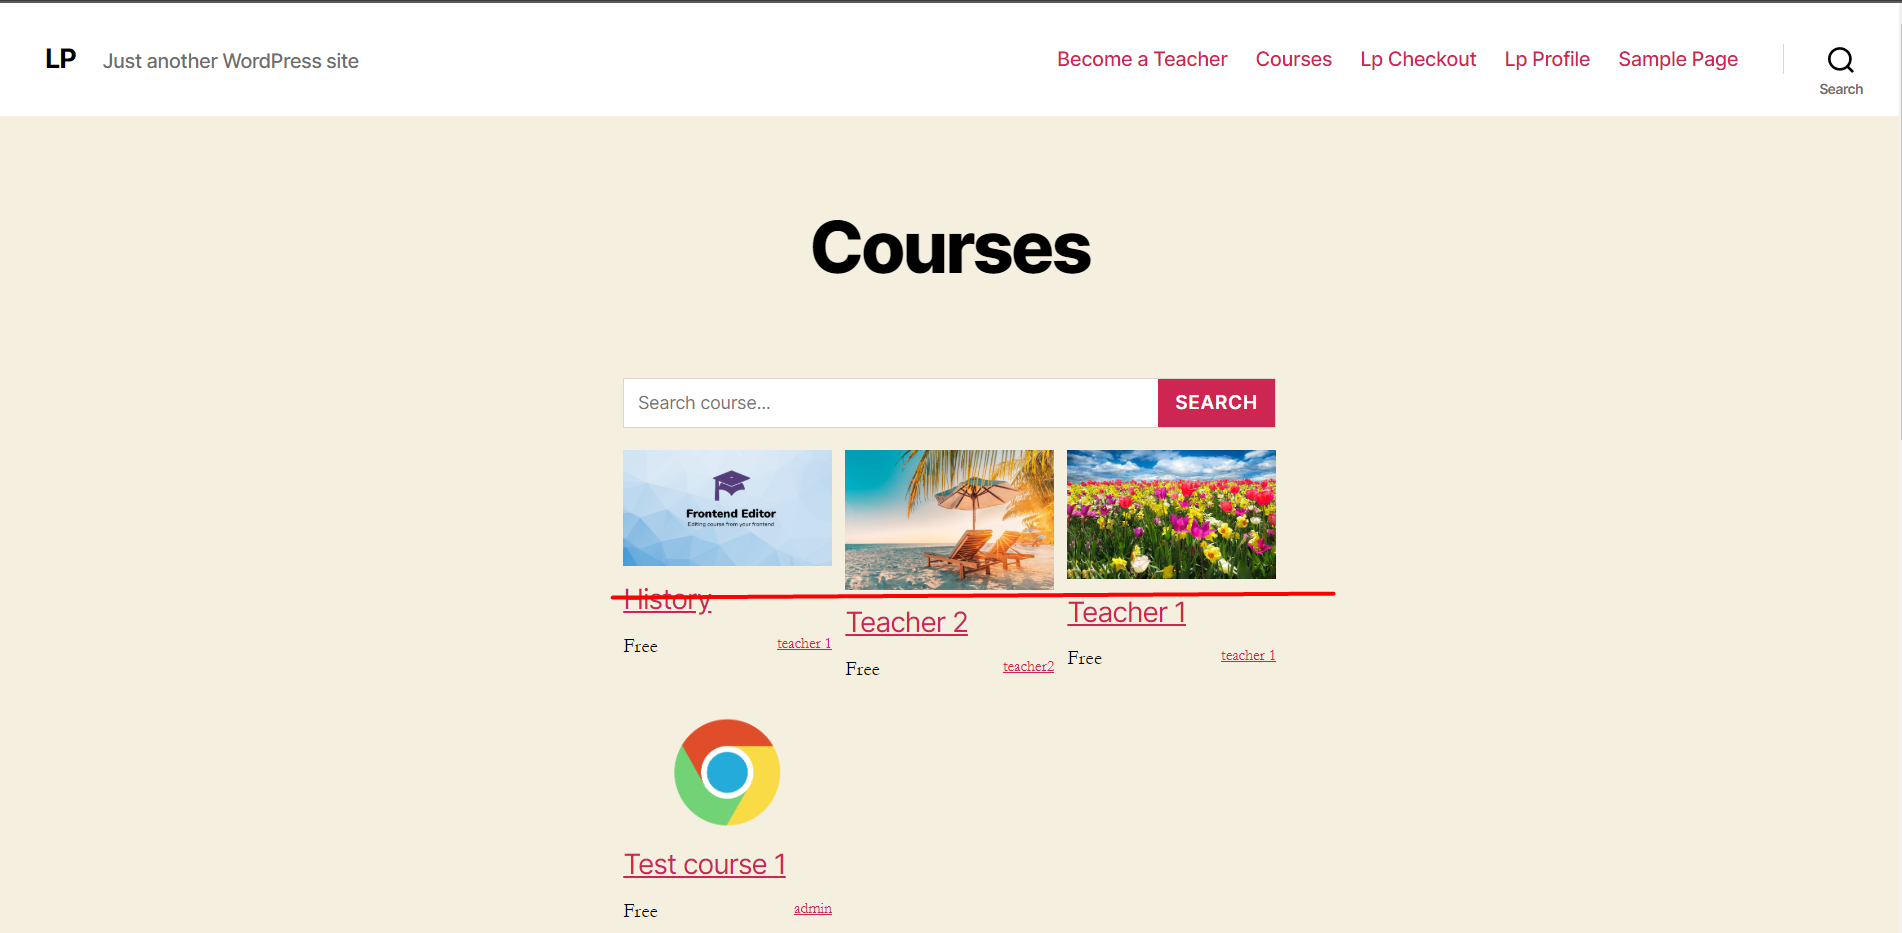 LP Just another WordPress site Become a Teacher Courses Lp Checkout Lp Profile Sample Page
Search
Courses
Search course... SEARCH
Frontend Editor
Editing course from your frontend
History
Free teacher 1
Teacher 2
Free teacher2
Teacher 1
Free teacher 1
Test course 1
Free admin